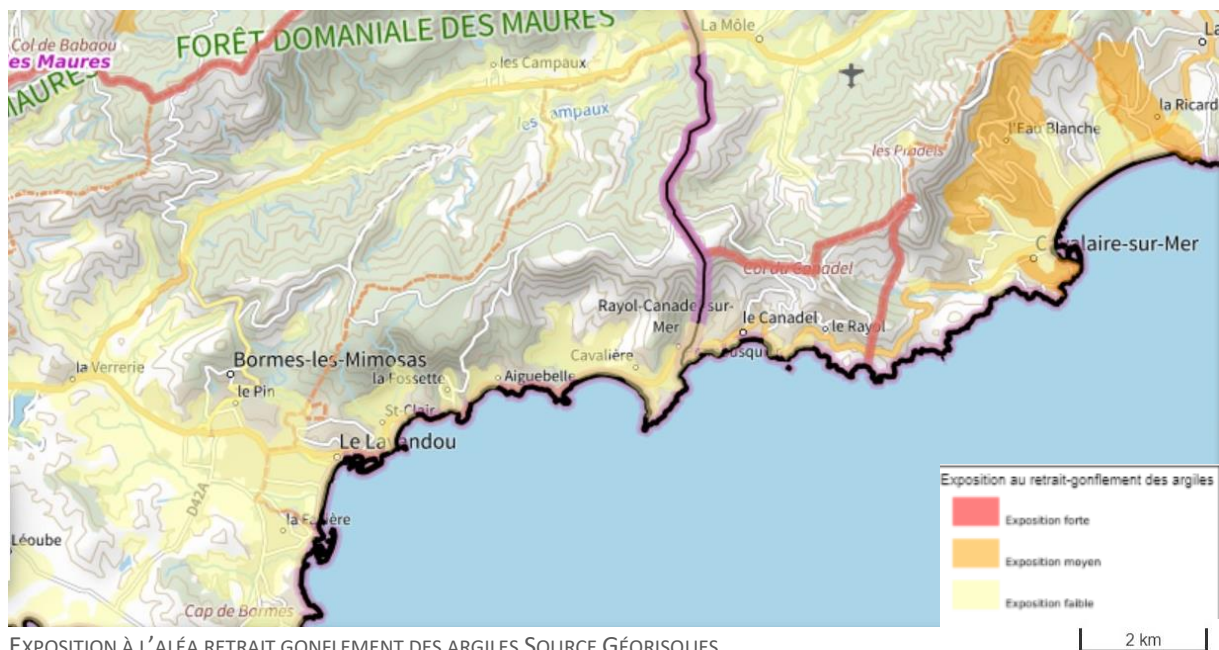 La Môle
La
Col de Babaou
es Maures
FORÊT DOMANIALE DES MAURES
MAURES
les Campaux
les Campaux
la Ricard
l'Eau Blanche
les Pradels
Cavalaire-sur-Mer
Col du Canadel
Rayol-Canadel-sur-
Mer
le Canadel
le Rayol
Bormes-les-Mimosas
Cavalière
la Verrerie
la Fossette
Aiguebelle
le Pin
St-Clair
Le Lavandou
D42A
la Favière
Léoube
Cap de Bormes
Exposition au retrait-gonflement des argiles
Exposition forte
Exposition moyen
Exposition faible
EXPOSITION À L'ALÉA RETRAIT GONFLEMENT DES ARGILES SOURCE GÉORISQUES
2 km